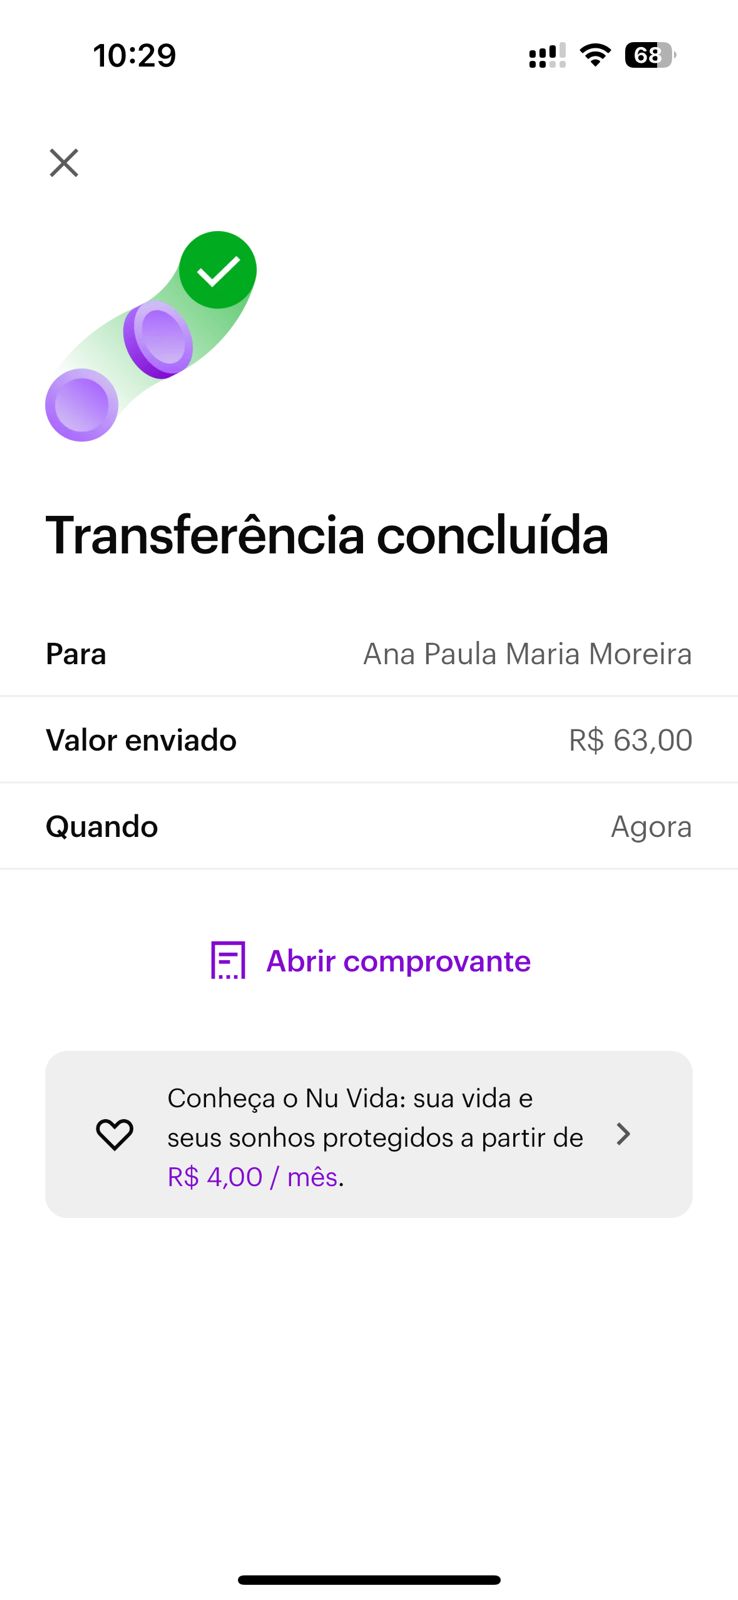 10:29
68
Transferência concluída
Para
Ana Paula Maria Moreira
Valor enviado
R$ 63,00
Quando
Agora
Abrir comprovante
Conheça o Nu Vida: sua vida e
seus sonhos protegidos a partir de
R$ 4,00 / mês.